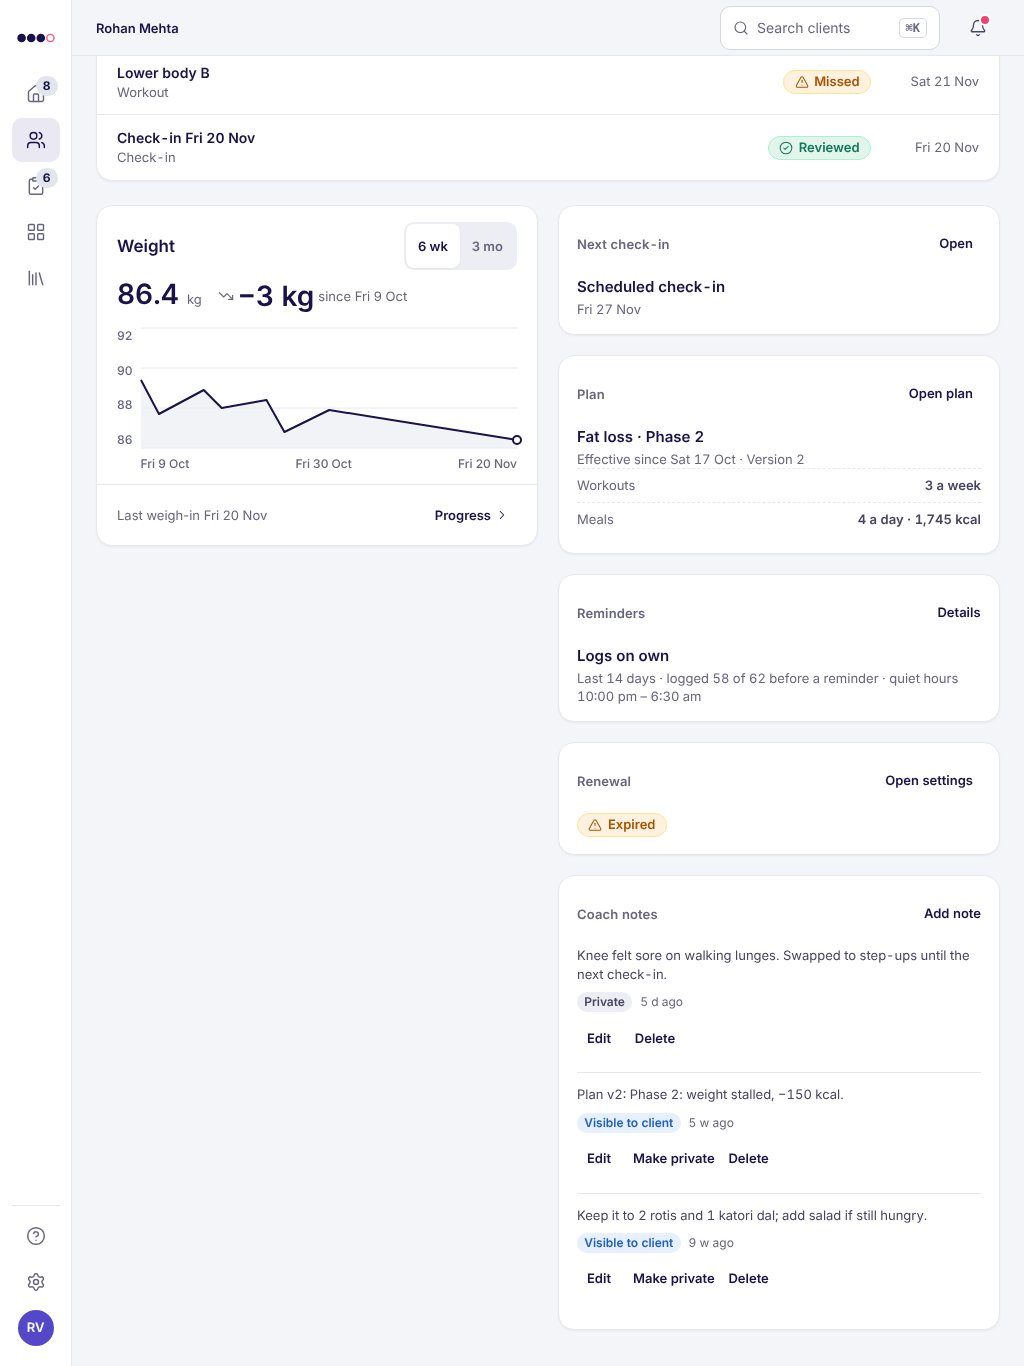 Rohan Mehta
Search clients
⌘K
8
6
Lower body B
Workout
Missed
Sat 21 Nov
Check-in Fri 20 Nov
Check-in
Reviewed
Fri 20 Nov
Weight
6 wk
3 mo
86.4 kg
−3 kg since Fri 9 Oct
92
90
88
86
Fri 9 Oct
Fri 30 Oct
Fri 20 Nov
Last weigh-in Fri 20 Nov
Progress
Next check-in
Open
Scheduled check-in
Fri 27 Nov
Plan
Open plan
Fat loss · Phase 2
Effective since Sat 17 Oct · Version 2
Workouts
3 a week
Meals
4 a day · 1,745 kcal
Reminders
Details
Logs on own
Last 14 days · logged 58 of 62 before a reminder · quiet hours
10:00 pm – 6:30 am
Renewal
Open settings
Expired
Coach notes
Add note
Knee felt sore on walking lunges. Swapped to step-ups until the
next check-in.
Private
5 d ago
Edit
Delete
Plan v2: Phase 2: weight stalled, −150 kcal.
Visible to client
5 w ago
Edit
Make private
Delete
Keep it to 2 rotis and 1 katori dal; add salad if still hungry.
Visible to client
9 w ago
Edit
Make private
Delete
RV